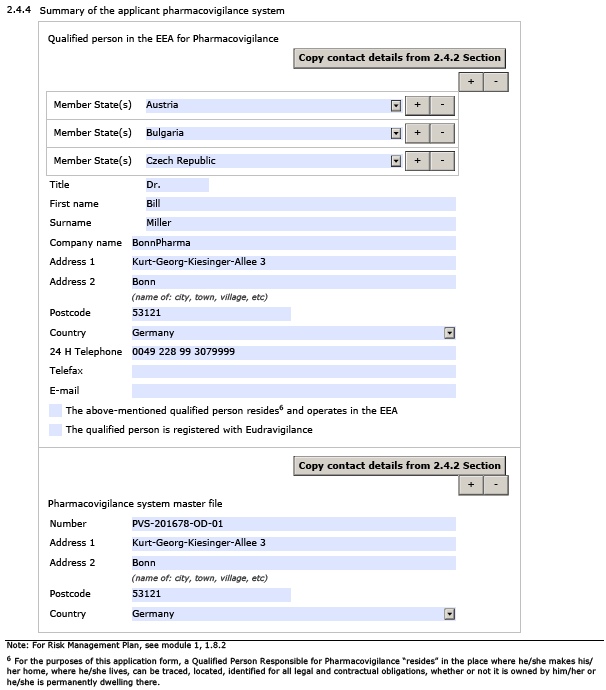 2.4.4 Summary of the applicant pharmacovigilance system
Qualified person in the EEA for Pharmacovigilance
Copy contact details from 2.4.2 Section
+ -
Member State(s) Austria + -
Member State(s) Bulgaria + -
Member State(s) Czech Republic + -
Title Dr.
First name Bill
Surname Miller
Company name BonnPharma
Address 1 Kurt-Georg-Kiesinger-Allee 3
Address 2 Bonn
(name of: city, town, village, etc)
Postcode 53121
Country Germany
24 H Telephone 0049 228 99 3079999
Telefax
E-mail
The above-mentioned qualified person resides⁶ and operates in the EEA
The qualified person is registered with Eudravigilance
Copy contact details from 2.4.2 Section
+ -
Pharmacovigilance system master file
Number PVS-201678-OD-01
Address 1 Kurt-Georg-Kiesinger-Allee 3
Address 2 Bonn
(name of: city, town, village, etc)
Postcode 53121
Country Germany
Note: For Risk Management Plan, see module 1, 1.8.2
⁶ For the purposes of this application form, a Qualified Person Responsible for Pharmacovigilance "resides" in the place where he/she makes his/
her home, where he/she lives, can be traced, located, identified for all legal and contractual obligations, whether or not it is owned by him/her or
he/she is permanently dwelling there.